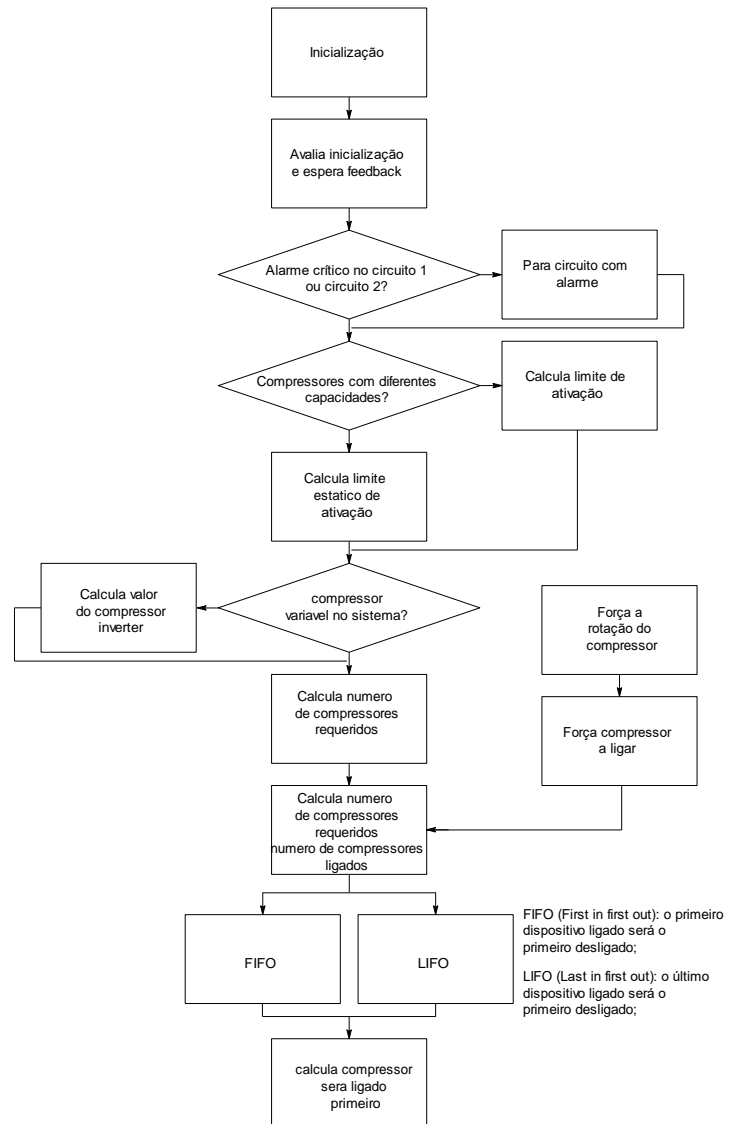 Inicialização
Avalia inicialização
e espera feedback
Alarme crítico no circuito 1
ou circuito 2?
Para circuito com
alarme
Compressores com diferentes
capacidades?
Calcula limite de
ativação
Calcula limite
estatico de
ativação
Calcula valor
do compressor
inverter
compressor
variavel no sistema?
Força a
rotação do
compressor
Calcula numero
de compressores
requeridos
Força compressor
a ligar
Calcula numero
de compressores
requeridos
numero de compressores
ligados
FIFO
LIFO
FIFO (First in first out): o primeiro
dispositivo ligado será o
primeiro desligado;
LIFO (Last in first out): o último
dispositivo ligado será o
primeiro desligado;
calcula compressor
sera ligado
primeiro